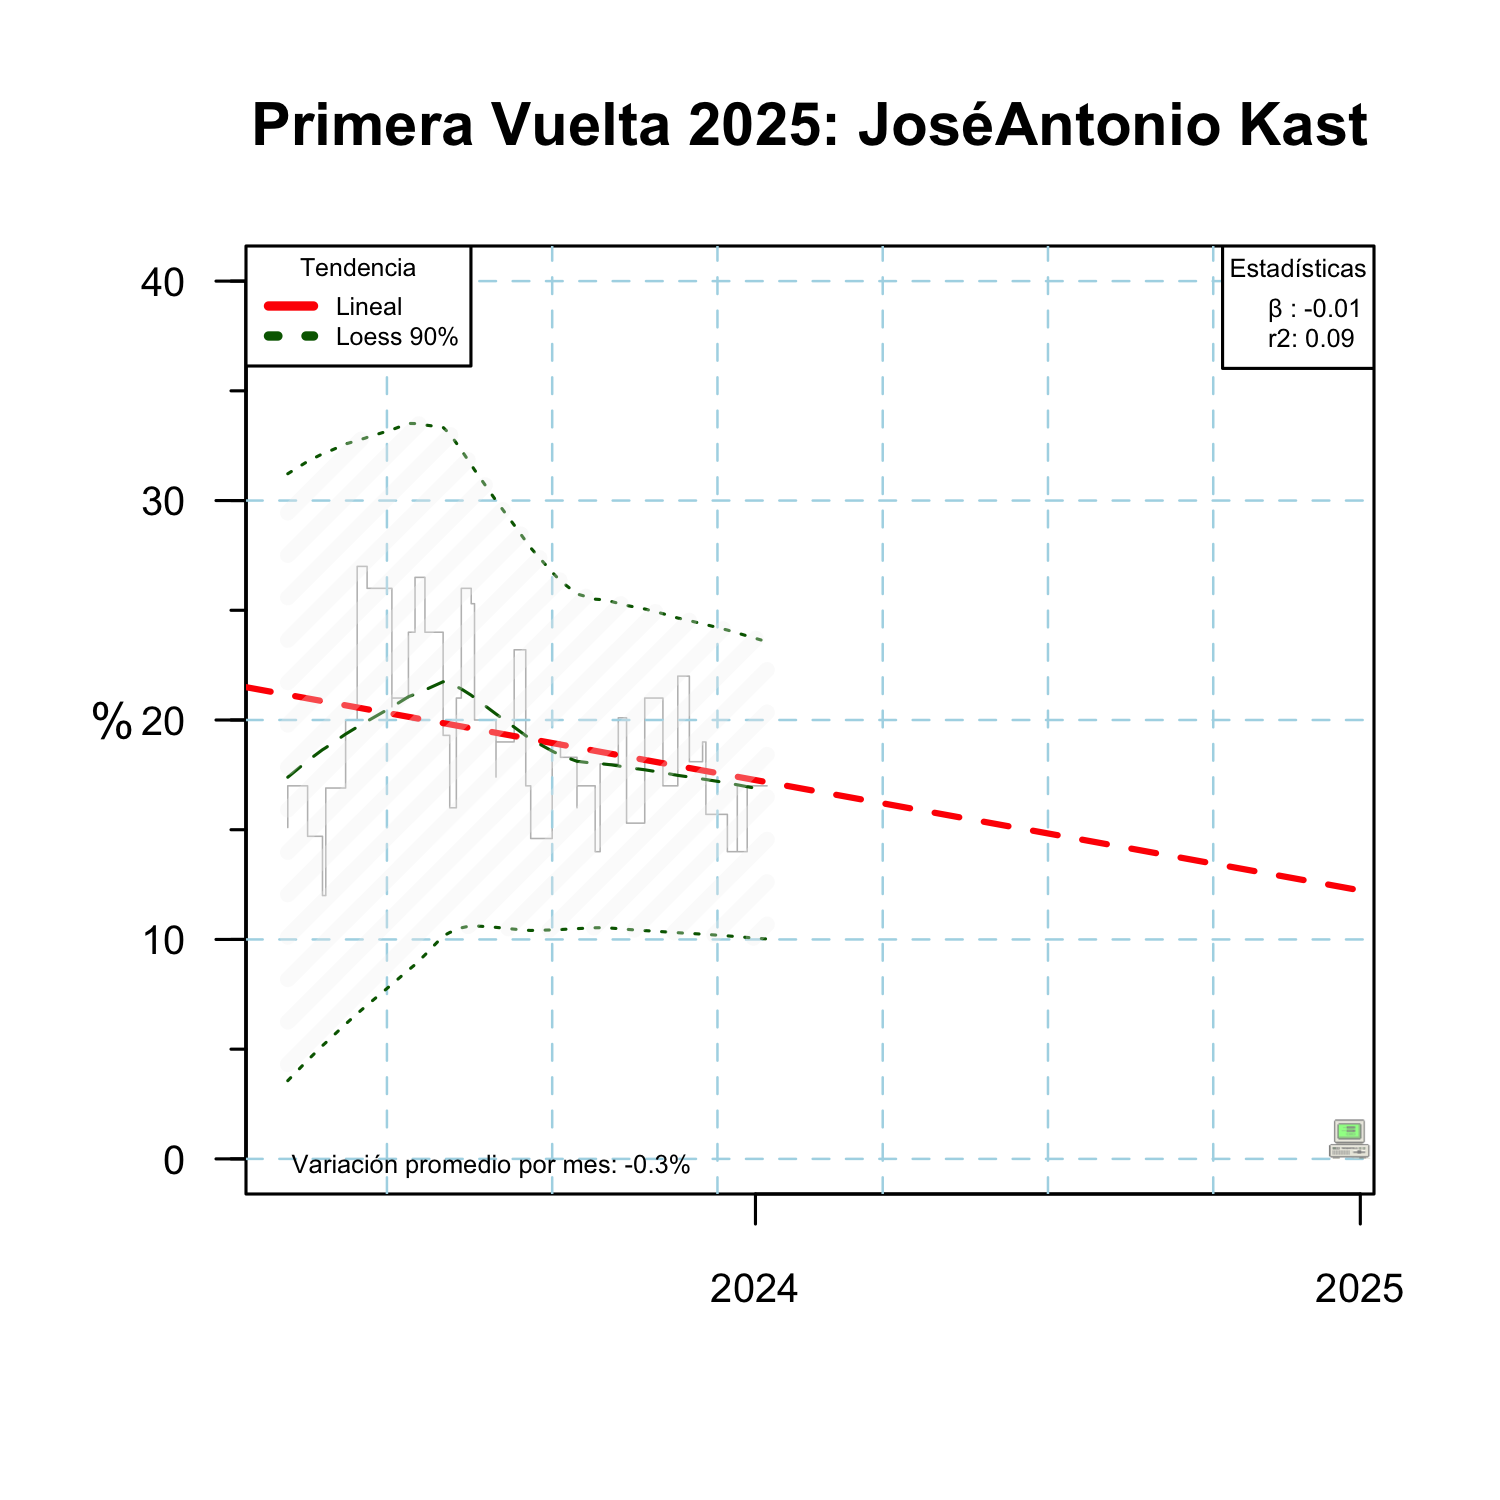 Primera Vuelta 2025: JoséAntonio Kast
Tendencia
Lineal
Loess 90%
Estadísticas
β : -0.01
r2: 0.09
40
30
% 20
10
0
Variación promedio por mes: -0.3%
2024
2025